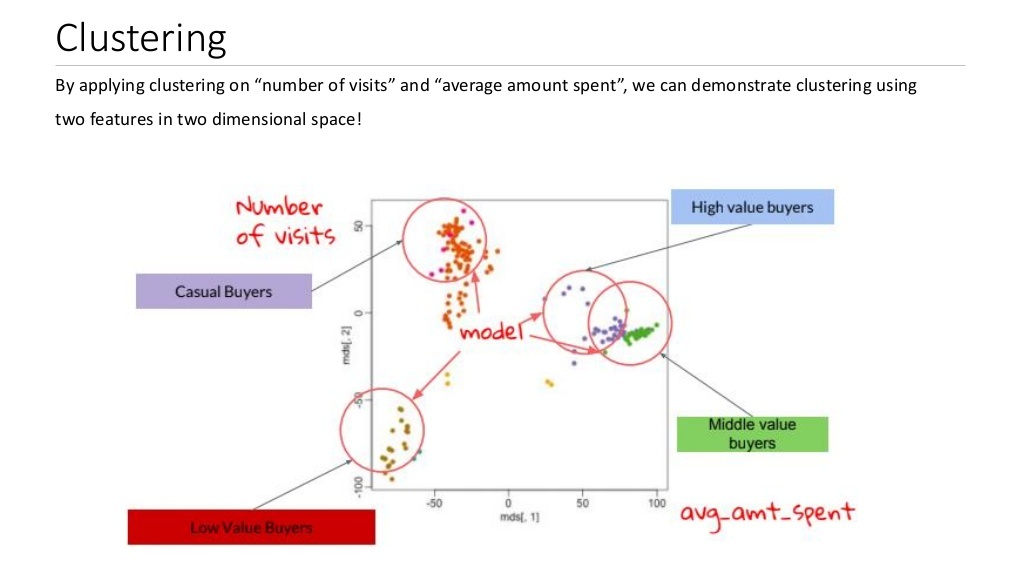 Clustering
By applying clustering on “number of visits” and “average amount spent”, we can demonstrate clustering using
two features in two dimensional space!
Number
of visits
High value buyers
Casual Buyers
model
Middle value
buyers
Low Value Buyers
avg_amt_spent
mds[, 2]
50
0
-50
-100
-50
0
50
100
mds[, 1]